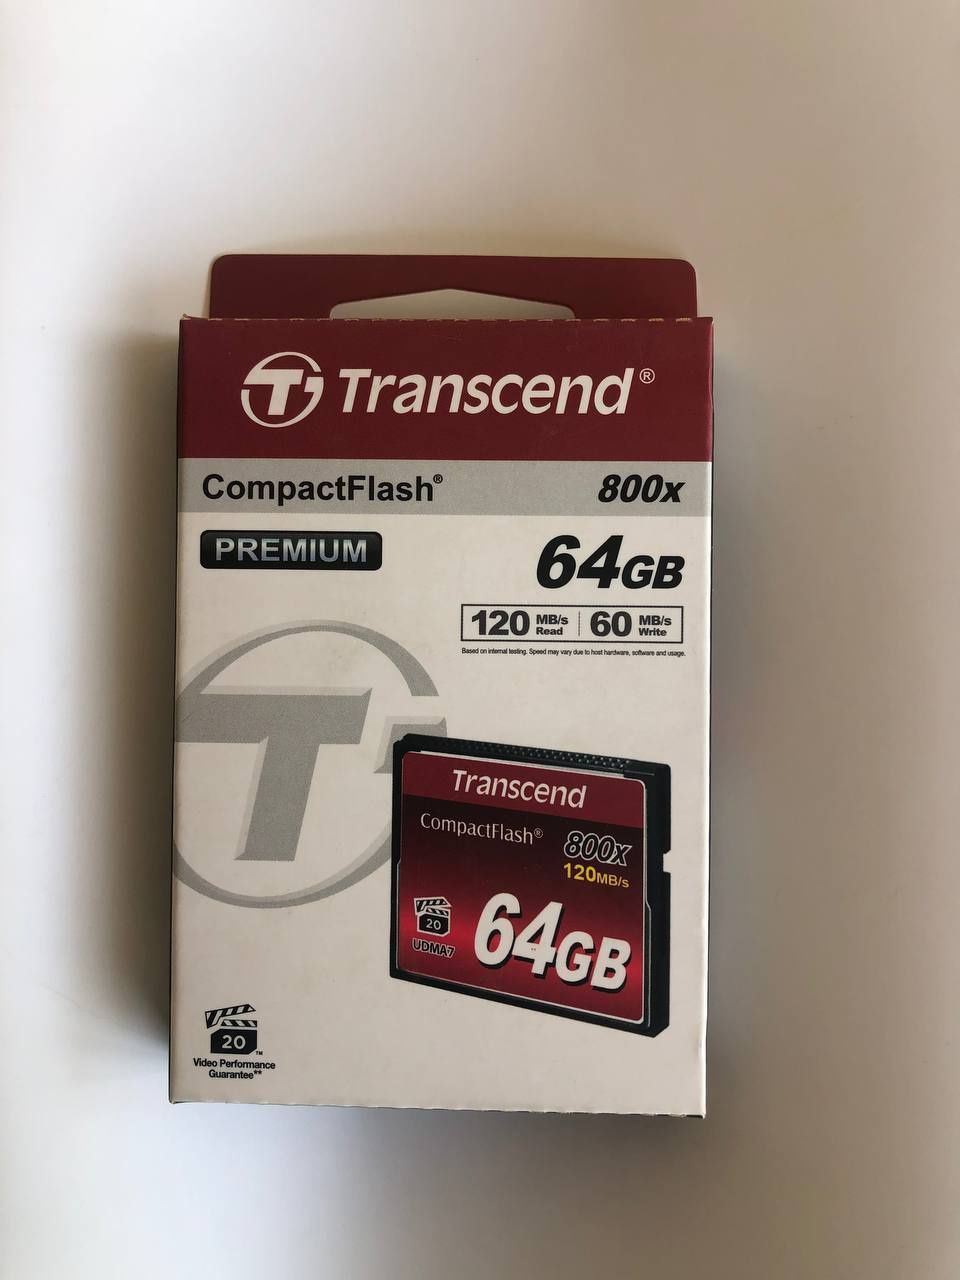 Transcend®
CompactFlash® 800x
PREMIUM
64GB
120 MB/s Read 60 MB/s Write
Based on internal testing. Speed may vary due to host hardware, software and usage.
Transcend
CompactFlash®
800x
120MB/s
20
UDMA7
64GB
20™
Video Performance
Guarantee**